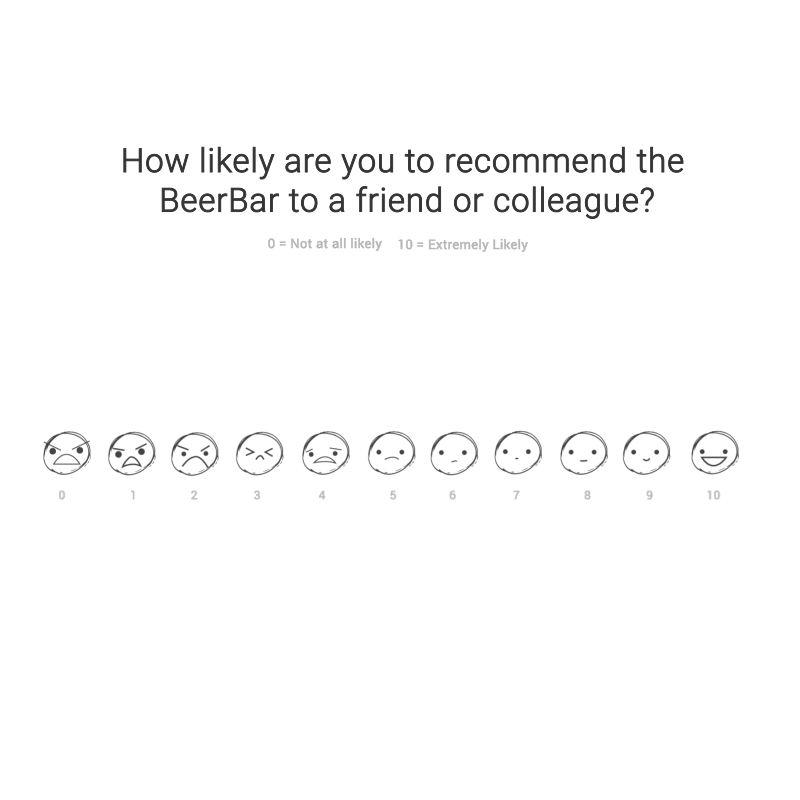 How likely are you to recommend the
BeerBar to a friend or colleague?
0 = Not at all likely 10 = Extremely Likely
0 1 2 3 4 5 6 7 8 9 10